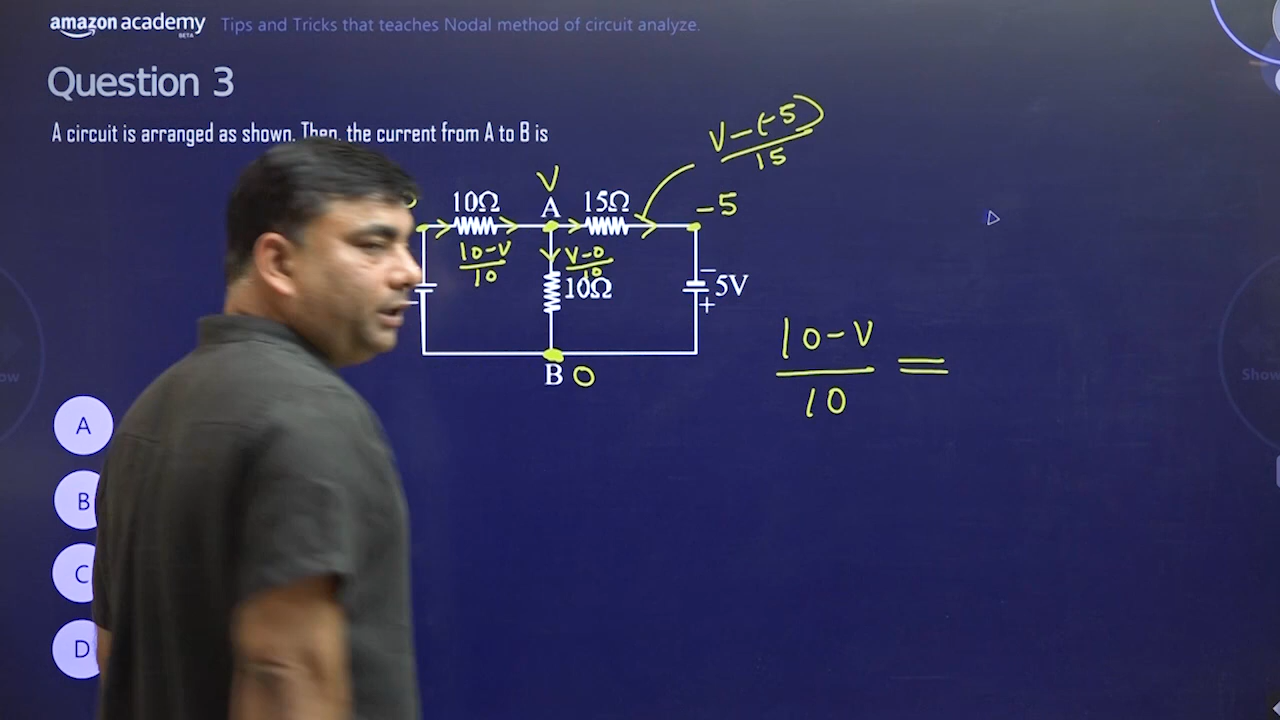 amazon academy
BETA
Tips and Tricks that teaches Nodal method of circuit analyze.
Question 3
A circuit is arranged as shown. Then, the current from A to B is
V-(-5)
15
V
10Ω
A
15Ω
-5
10-V
10
V-0
10
10Ω
5V
-
+
B 0
10-V
10
=
A
B
C
D
Show